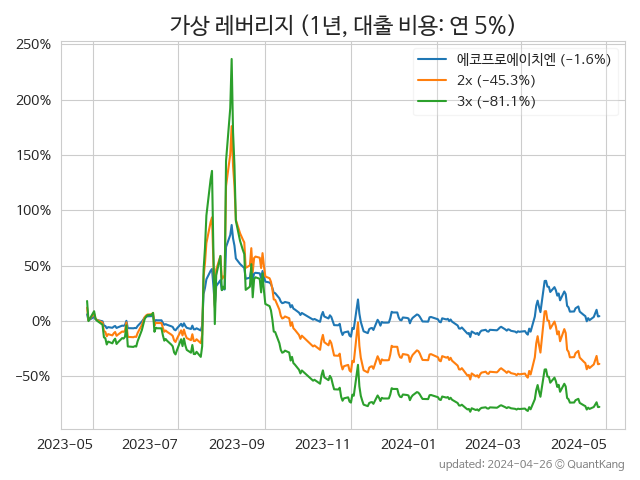 가상 레버리지 (1년, 대출 비용: 연 5%)
250%
200%
150%
100%
50%
0%
−50%
에코프로에이치엔 (−1.6%)
2x (−45.3%)
3x (−81.1%)
2023-05 2023-07 2023-09 2023-11 2024-01 2024-03 2024-05
updated: 2024-04-26 © QuantKang